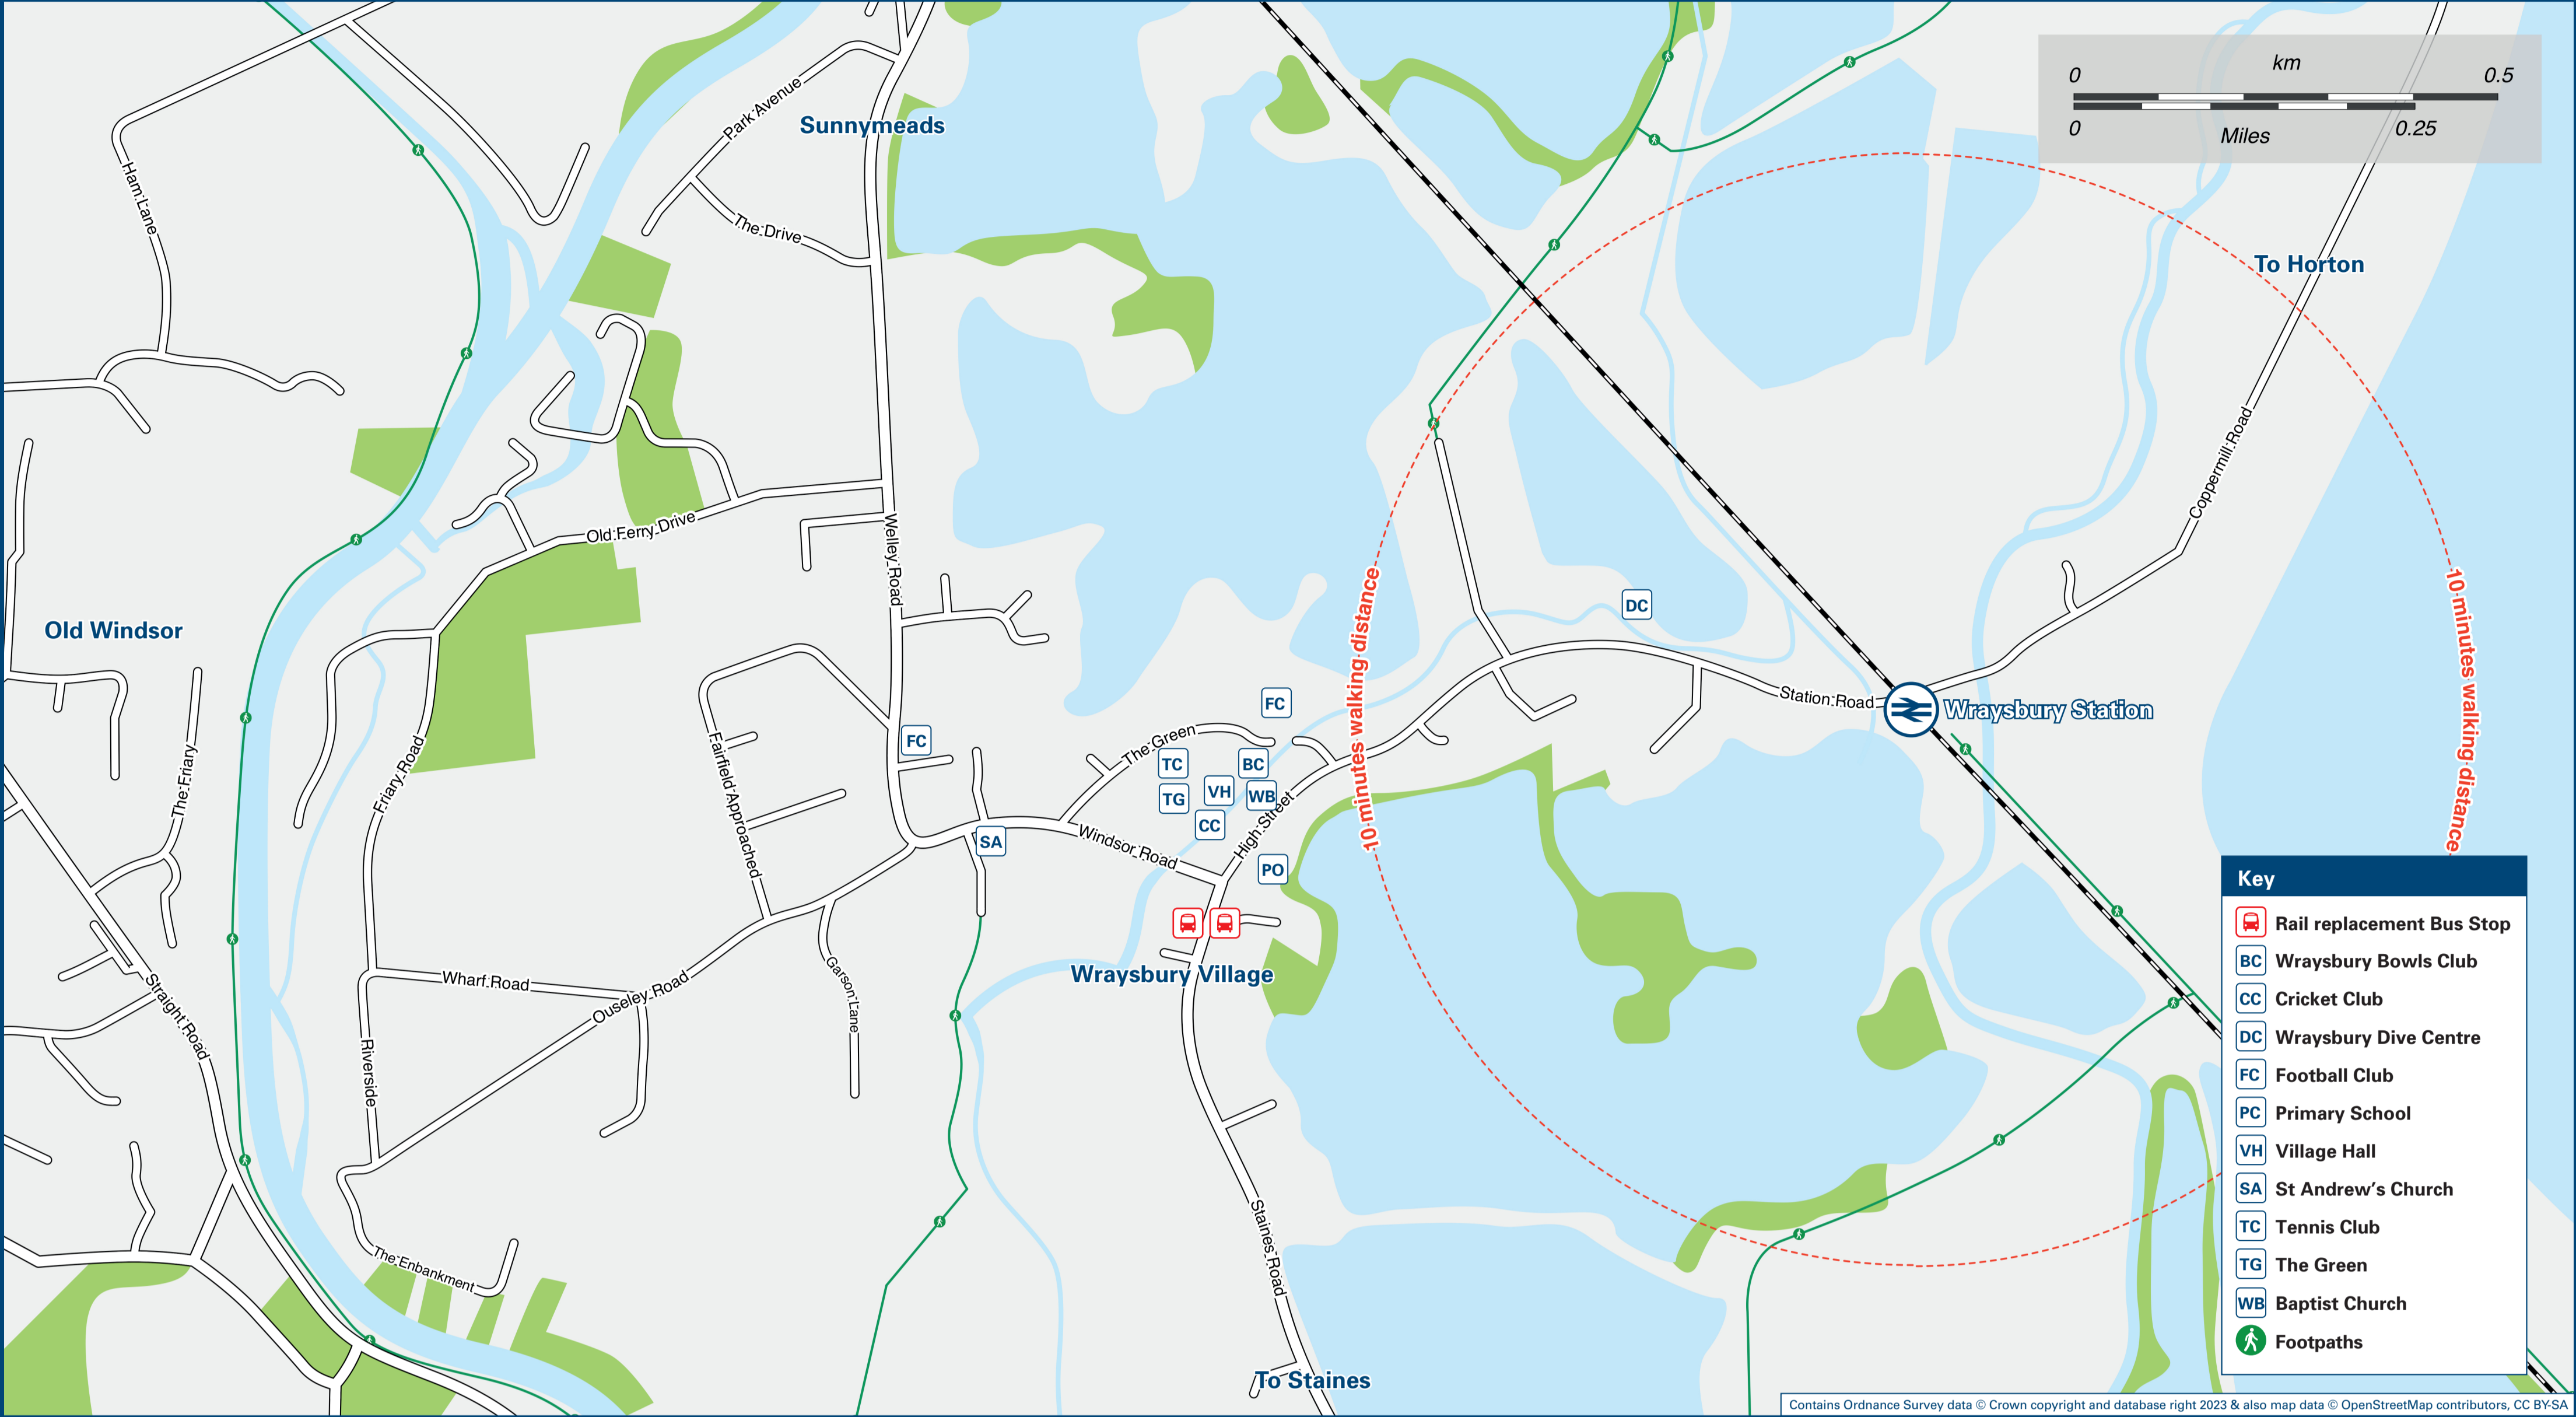 Sunnymeads
Park Avenue
The Drive
Ham Lane
km
0
0.5
0
0.25
Miles
To Horton
Coppermill Road
Old Ferry Drive
Welley Road
Old Windsor
The Friary
Friary Road
Fairfield Approached
FC
FC
DC
10 minutes walking distance
10 minutes walking distance
Station Road
Wraysbury Station
The Green
TC
BC
TG
VH
WB
CC
High Street
SA
Windsor Road
PO
Wraysbury Village
Straight Road
Wharf Road
Ouseley Road
Garson Lane
Riverside
The Enbankment
Staines Road
To Staines
Key
Rail replacement Bus Stop
BC Wraysbury Bowls Club
CC Cricket Club
DC Wraysbury Dive Centre
FC Football Club
PC Primary School
VH Village Hall
SA St Andrew's Church
TC Tennis Club
TG The Green
WB Baptist Church
Footpaths
Contains Ordnance Survey data © Crown copyright and database right 2023 & also map data © OpenStreetMap contributors, CC BY-SA